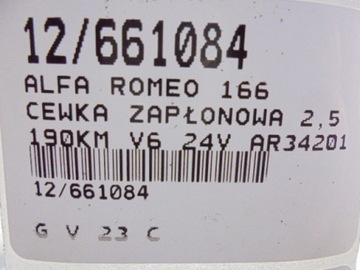 12/661084
ALFA ROMEO 166
CEWKA ZAPŁONOWA 2,5
190KM V6 24V AR34201
12/661084
G V 23 C